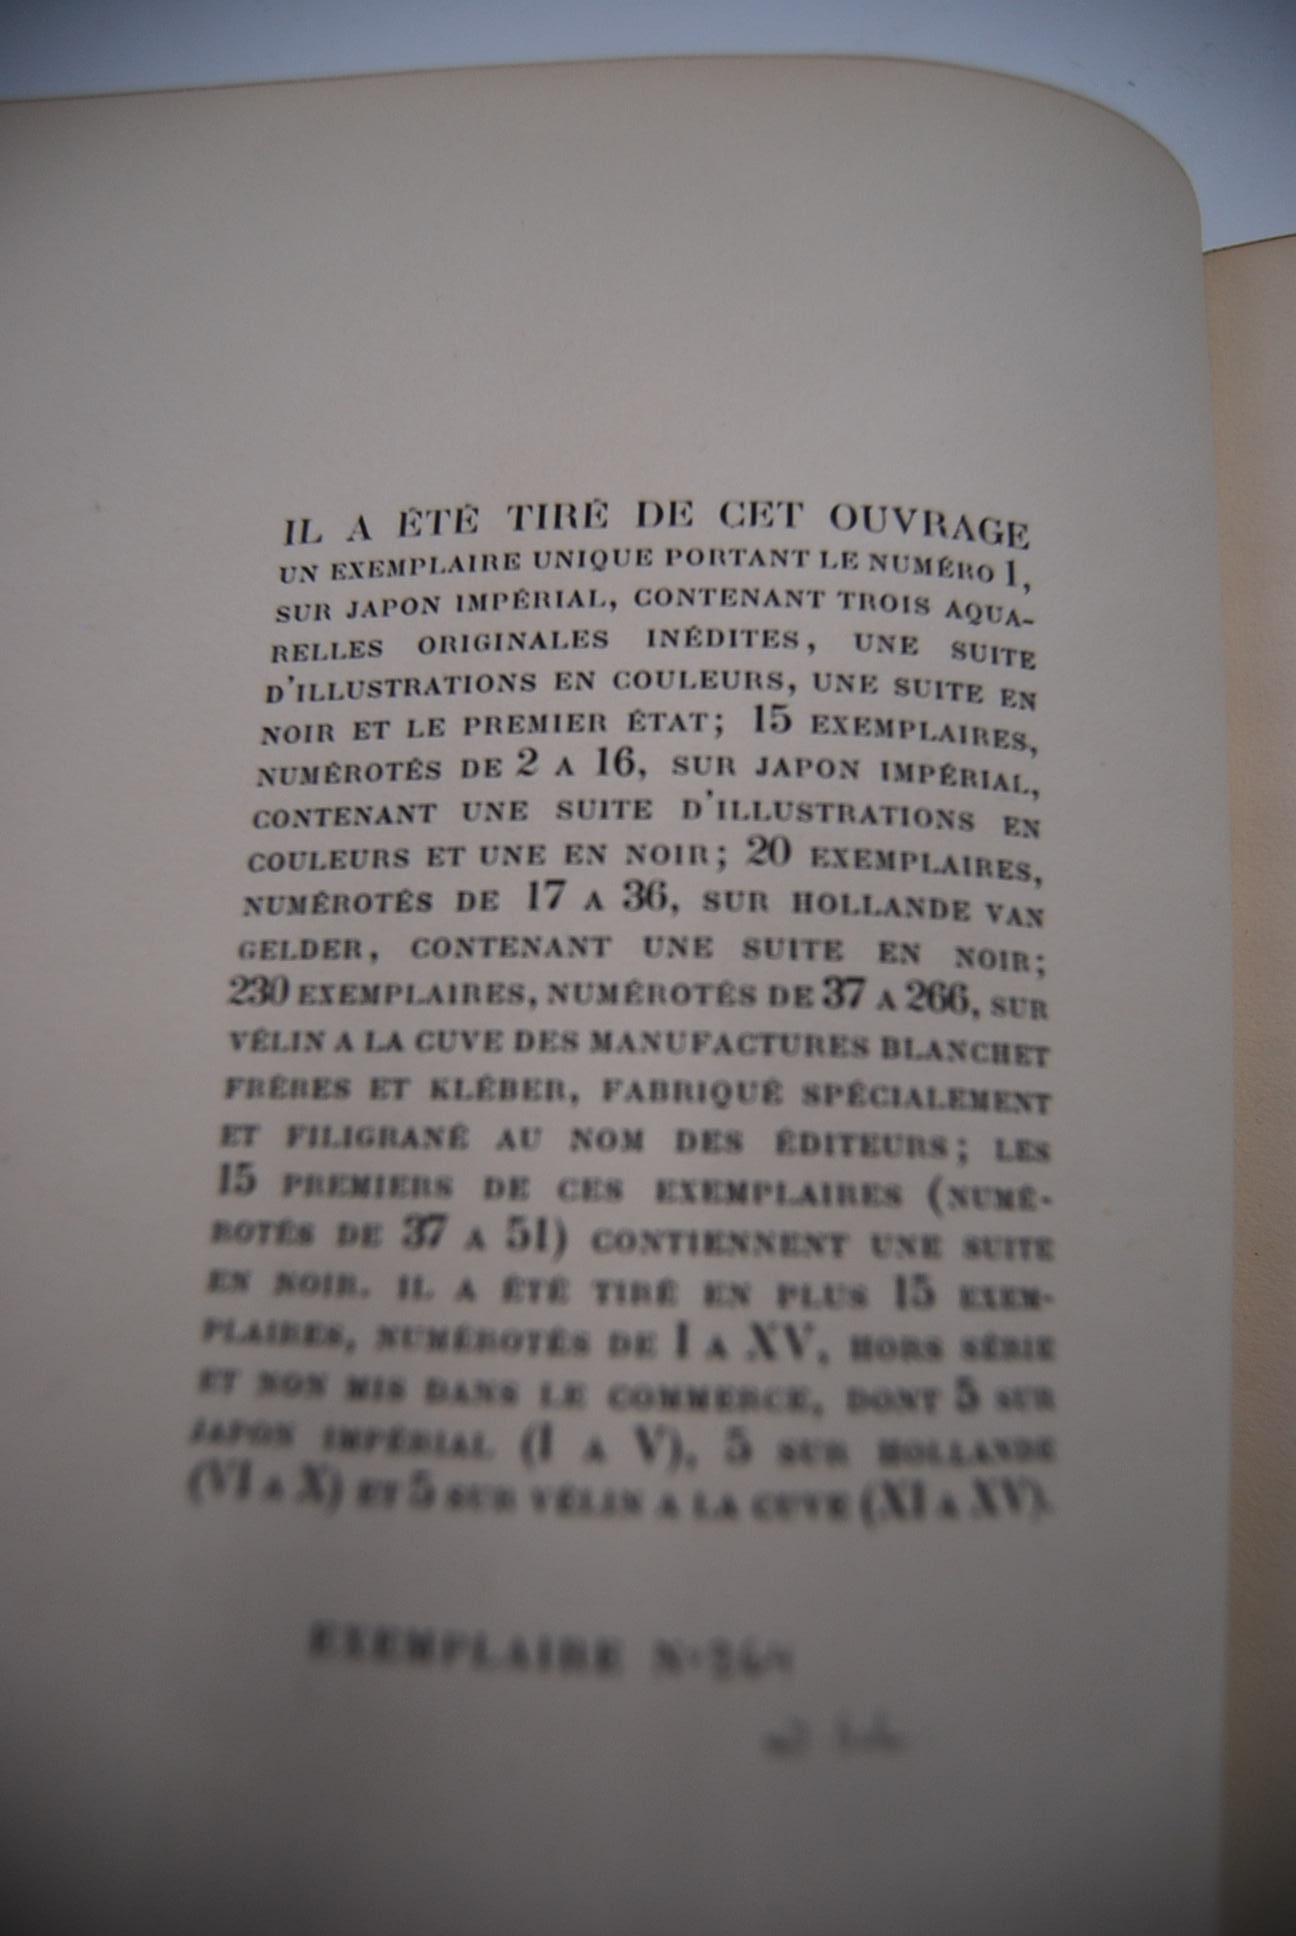 IL A ÉTÉ TIRÉ DE CET OUVRAGE
UN EXEMPLAIRE UNIQUE PORTANT LE NUMÉRO 1,
SUR JAPON IMPÉRIAL, CONTENANT TROIS AQUA-
RELLES ORIGINALES INÉDITES, UNE SUITE
D'ILLUSTRATIONS EN COULEURS, UNE SUITE EN
NOIR ET LE PREMIER ÉTAT; 15 EXEMPLAIRES,
NUMÉROTÉS DE 2 A 16, SUR JAPON IMPÉRIAL,
CONTENANT UNE SUITE D'ILLUSTRATIONS EN
COULEURS ET UNE EN NOIR; 20 EXEMPLAIRES,
NUMÉROTÉS DE 17 A 36, SUR HOLLANDE VAN
GELDER, CONTENANT UNE SUITE EN NOIR;
230 EXEMPLAIRES, NUMÉROTÉS DE 37 A 266, SUR
VÉLIN A LA CUVE DES MANUFACTURES BLANCHET
FRÈRES ET KLÉBER, FABRIQUÉ SPÉCIALEMENT
ET FILIGRANÉ AU NOM DES ÉDITEURS; LES
15 PREMIERS DE CES EXEMPLAIRES (NUMÉ-
ROTÉS DE 37 A 51) CONTIENNENT UNE SUITE
EN NOIR. IL A ÉTÉ TIRÉ EN PLUS 15 EXEM-
PLAIRES, NUMÉROTÉS DE I A XV, HORS SÉRIE
ET NON MIS DANS LE COMMERCE, DONT 5 SUR
JAPON IMPÉRIAL (I A V), 5 SUR HOLLANDE
(VI A X) ET 5 SUR VÉLIN A LA CUVE (XI A XV).
EXEMPLAIRE N°